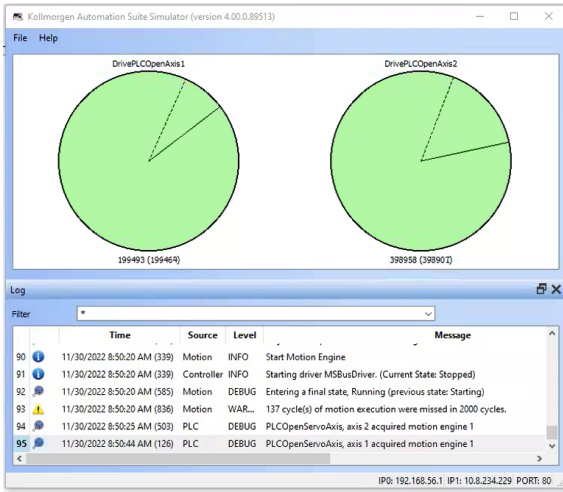 Kollmorgen Automation Suite Simulator (version 4.00.0.89513)
File Help
DrivePLCOpenAxis1 DrivePLCOpenAxis2
199493 (199464) 398958 (398907)
Log
Filter *
Time Source Level Message
90 11/30/2022 8:50:20 AM (339) Motion INFO Start Motion Engine
91 11/30/2022 8:50:20 AM (339) Controller INFO Starting driver MSBusDriver. (Current State: Stopped)
92 11/30/2022 8:50:20 AM (585) Motion DEBUG Entering a final state, Running (previous state: Starting)
93 11/30/2022 8:50:20 AM (836) Motion WAR... 137 cycle(s) of motion execution were missed in 2000 cycles.
94 11/30/2022 8:50:25 AM (503) PLC DEBUG PLCOpenServoAxis, axis 2 acquired motion engine 1
95 11/30/2022 8:50:44 AM (126) PLC DEBUG PLCOpenServoAxis, axis 1 acquired motion engine 1
IP0: 192.168.56.1 IP1: 10.8.234.229 PORT: 80